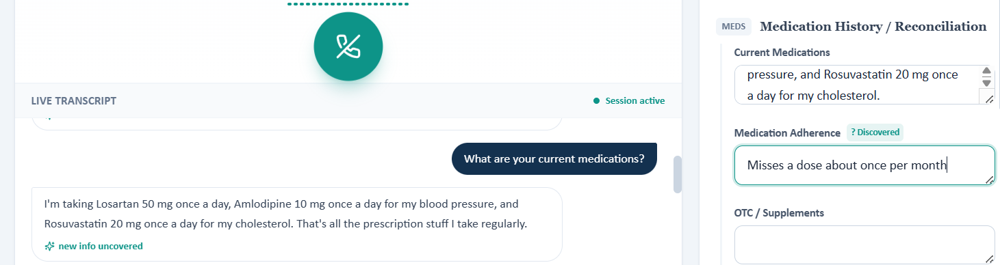 LIVE TRANSCRIPT
Session active
What are your current medications?
I'm taking Losartan 50 mg once a day, Amlodipine 10 mg once a day for my blood pressure, and
Rosuvastatin 20 mg once a day for my cholesterol. That's all the prescription stuff I take regularly.
new info uncovered
MEDS
Medication History / Reconciliation
Current Medications
pressure, and Rosuvastatin 20 mg once
a day for my cholesterol.
Medication Adherence
? Discovered
Misses a dose about once per month
OTC / Supplements